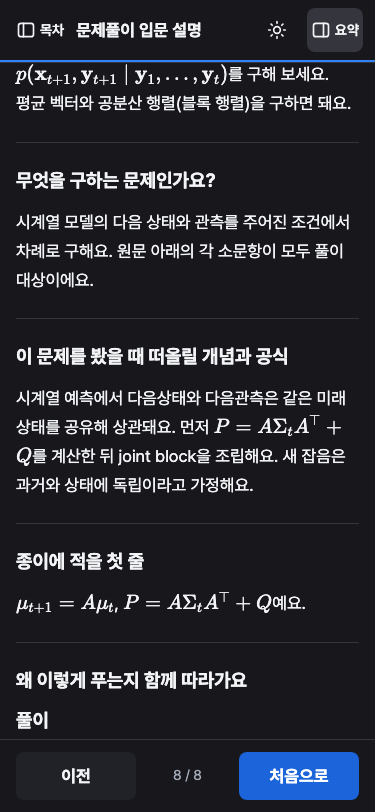 목차 문제풀이 입문 설명 요약
p(𝐱ₜ₊₁, 𝐲ₜ₊₁ | 𝐲₁, …, 𝐲ₜ)를 구해 보세요.
평균 벡터와 공분산 행렬(블록 행렬)을 구하면 돼요.
무엇을 구하는 문제인가요?
시계열 모델의 다음 상태와 관측를 주어진 조건에서
차례로 구해요. 원문 아래의 각 소문항이 모두 풀이
대상이에요.
이 문제를 봤을 때 떠올릴 개념과 공식
시계열 예측에서 다음상태와 다음관측은 같은 미래
상태를 공유해 상관돼요. 먼저 P = AΣₜA⊤ +
Q를 계산한 뒤 joint block을 조립해요. 새 잡음은
과거와 상태에 독립이라고 가정해요.
종이에 적을 첫 줄
μₜ₊₁ = Aμₜ, P = AΣₜA⊤ + Q예요.
왜 이렇게 푸는지 함께 따라가요
풀이
이전 8 / 8 처음으로